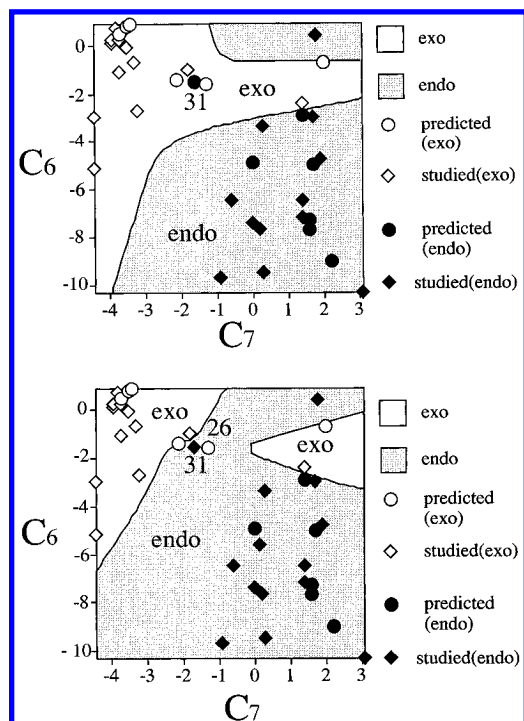 0
-2
-4
-6
-8
-10
C6
-4
-3
-2
-1
0
1
2
3
C7
31
exo
endo
exo
endo
predicted
(exo)
studied(exo)
predicted
(endo)
studied(endo)
0
-2
-4
-6
-8
- 10
C6
-4
-3
-2
-1
0
1
2
3
C7
exo
26
31
exo
endo
exo
endo
predicted
(exo)
studied(exo)
predicted
(endo)
studied(endo)